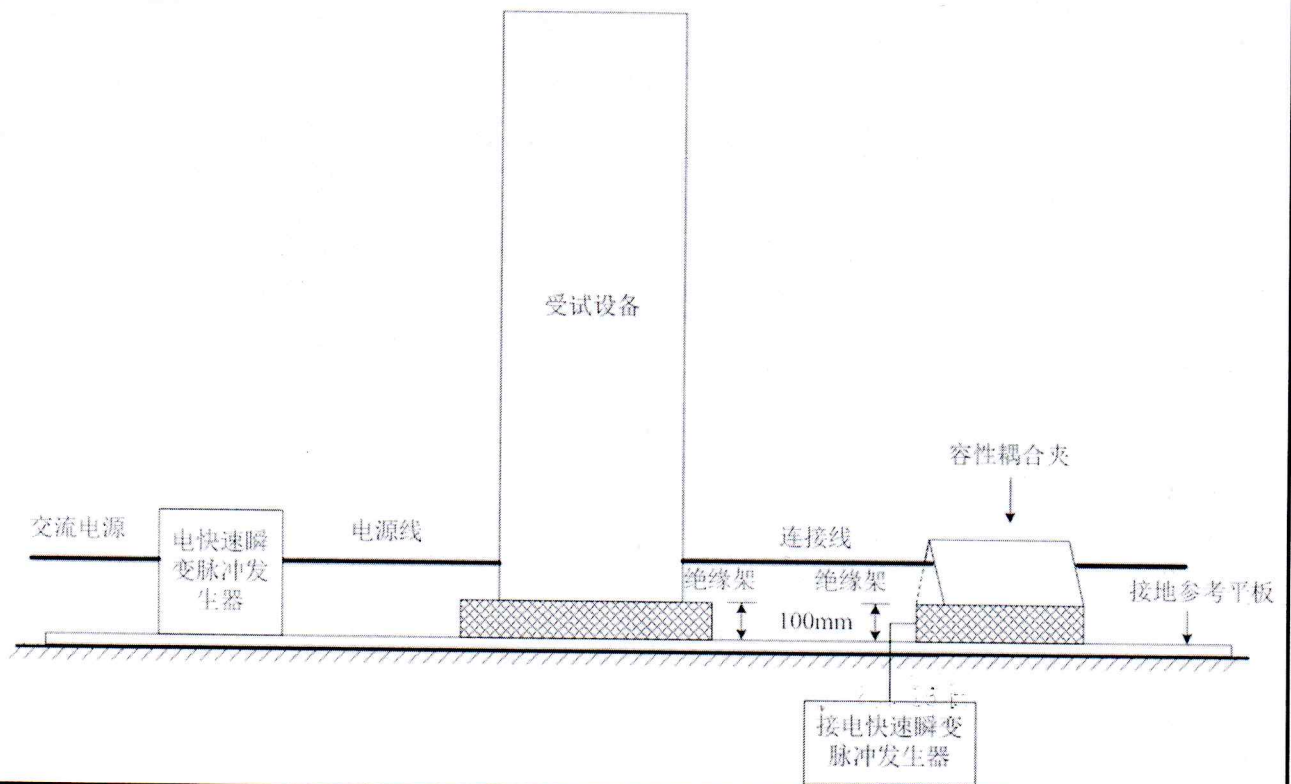 受试设备
容性耦合夹
交流电源
电快速瞬
变脉冲发
生器
电源线
连接线
绝缘架
绝缘架
100mm
接地参考平板
接电快速瞬变
脉冲发生器